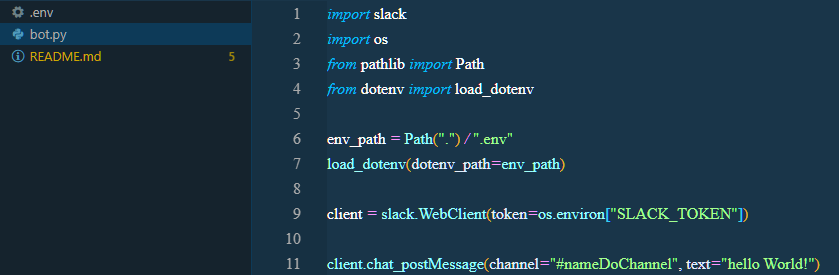 .env
bot.py
README.md 5
1 import slack
2 import os
3 from pathlib import Path
4 from dotenv import load_dotenv
5
6 env_path = Path(".") / ".env"
7 load_dotenv(dotenv_path=env_path)
8
9 client = slack.WebClient(token=os.environ["SLACK_TOKEN"])
10
11 client.chat_postMessage(channel="#nameDoChannel", text="hello World!")